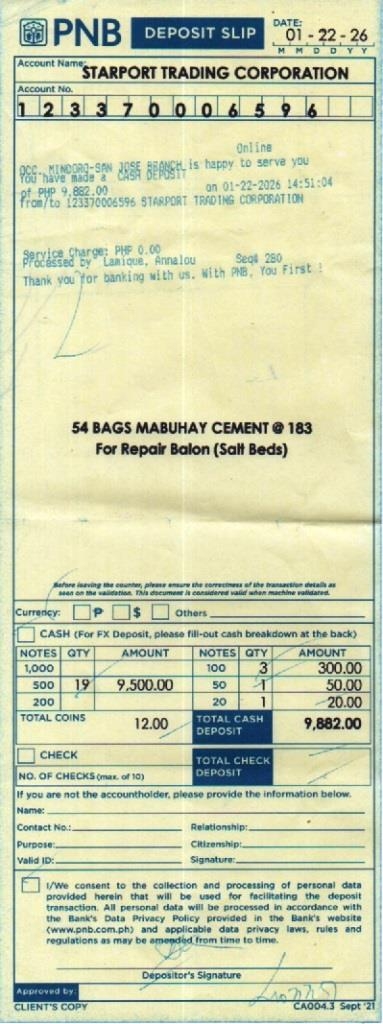 PNB DEPOSIT SLIP DATE: 01 - 22 - 26
M M D D Y Y
Account Name: STARPORT TRADING CORPORATION
Account No.
1 2 3 3 7 0 0 0 6 5 9 6
Online
OCC. MINDORO-SAN JOSE BRANCH is happy to serve you
You have made a CASH DEPOSIT
of PHP 9,882.00 on 01-22-2026 14:51:04
from/to 123370006596 STARPORT TRADING CORPORATION
Service Charge: PHP 0.00
Processed by Lamique, Annalou Seq# 280
Thank you for banking with us. With PNB, You First !
54 BAGS MABUHAY CEMENT @ 183
For Repair Balon (Salt Beds)
Before leaving the counter, please ensure the correctness of the transaction details as
seen on the validation. This document is considered valid when machine validated.
Currency: ₱ $ Others
CASH (For FX Deposit, please fill-out cash breakdown at the back)
NOTES QTY AMOUNT NOTES QTY AMOUNT
1,000 100 3 300.00
500 19 9,500.00 50 1 50.00
200 20 1 20.00
TOTAL COINS 12.00 TOTAL CASH DEPOSIT 9,882.00
CHECK
NO. OF CHECKS (max. of 10) TOTAL CHECK DEPOSIT
If you are not the accountholder, please provide the information below.
Name:
Contact No.: Relationship:
Purpose: Citizenship:
Valid ID: Signature:
I/We consent to the collection and processing of personal data
provided herein that will be used for facilitating the deposit
transaction. All personal data will be processed in accordance with
the Bank's Data Privacy Policy provided in the Bank's website
(www.pnb.com.ph) and applicable data privacy laws, rules and
regulations as may be amended from time to time.
Depositor's Signature
Approved by:
CLIENT'S COPY CA004.3 Sept '21